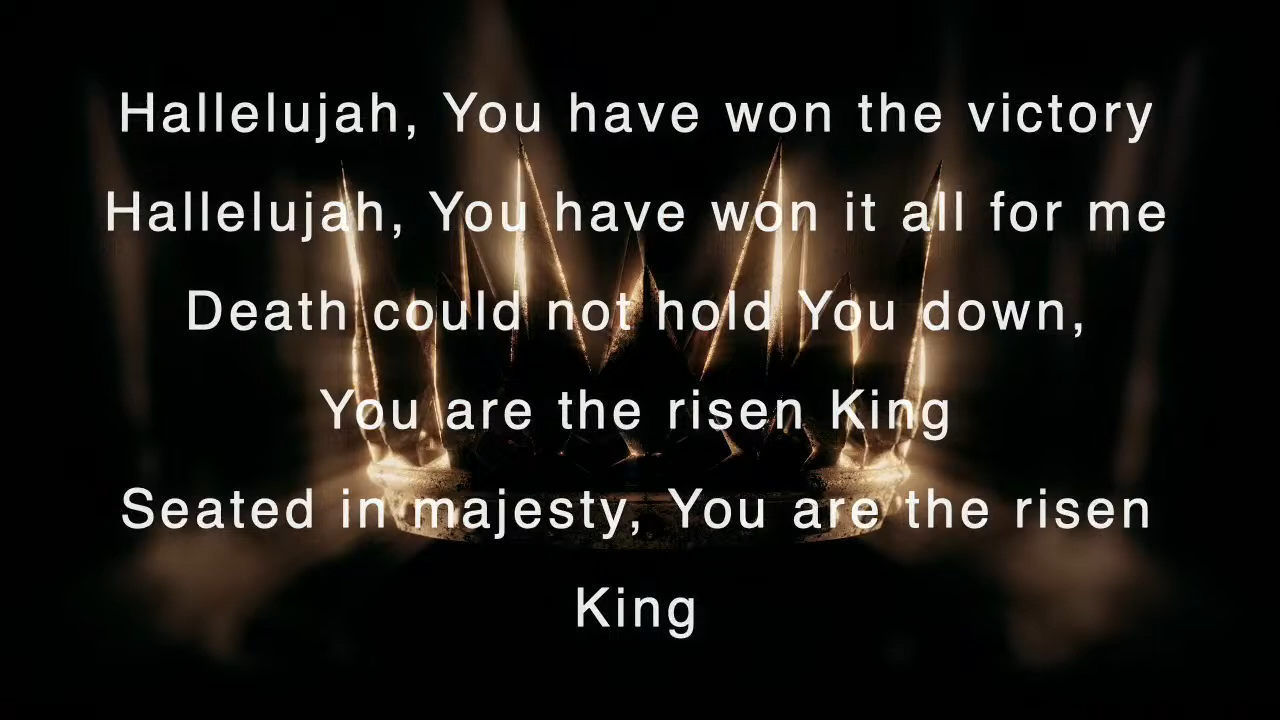 Hallelujah, You have won the victory
Hallelujah, You have won it all for me
Death could not hold You down,
You are the risen King
Seated in majesty, You are the risen
King